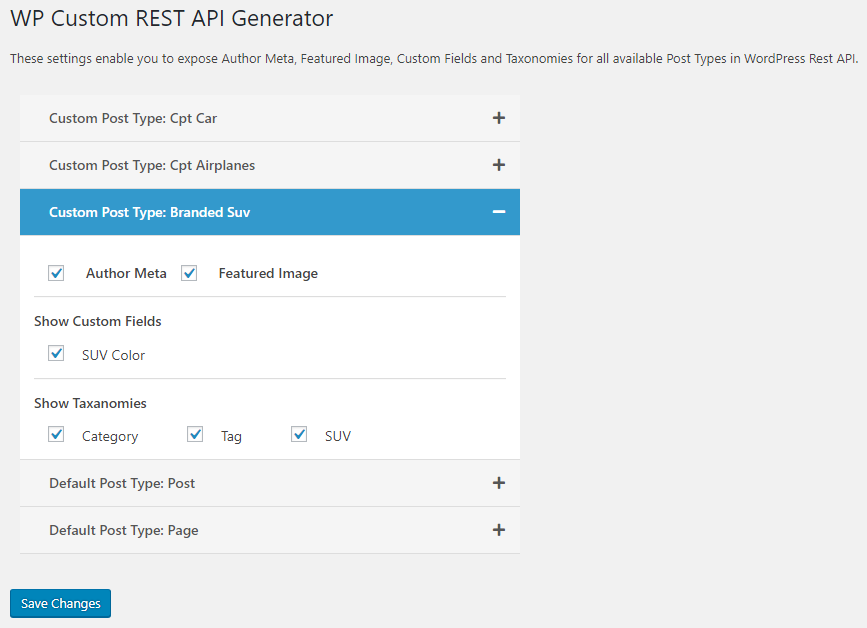 WP Custom REST API Generator
These settings enable you to expose Author Meta, Featured Image, Custom Fields and Taxonomies for all available Post Types in WordPress Rest API.
Custom Post Type: Cpt Car
Custom Post Type: Cpt Airplanes
Custom Post Type: Branded Suv
Author Meta Featured Image
Show Custom Fields
SUV Color
Show Taxanomies
Category Tag SUV
Default Post Type: Post
Default Post Type: Page
Save Changes